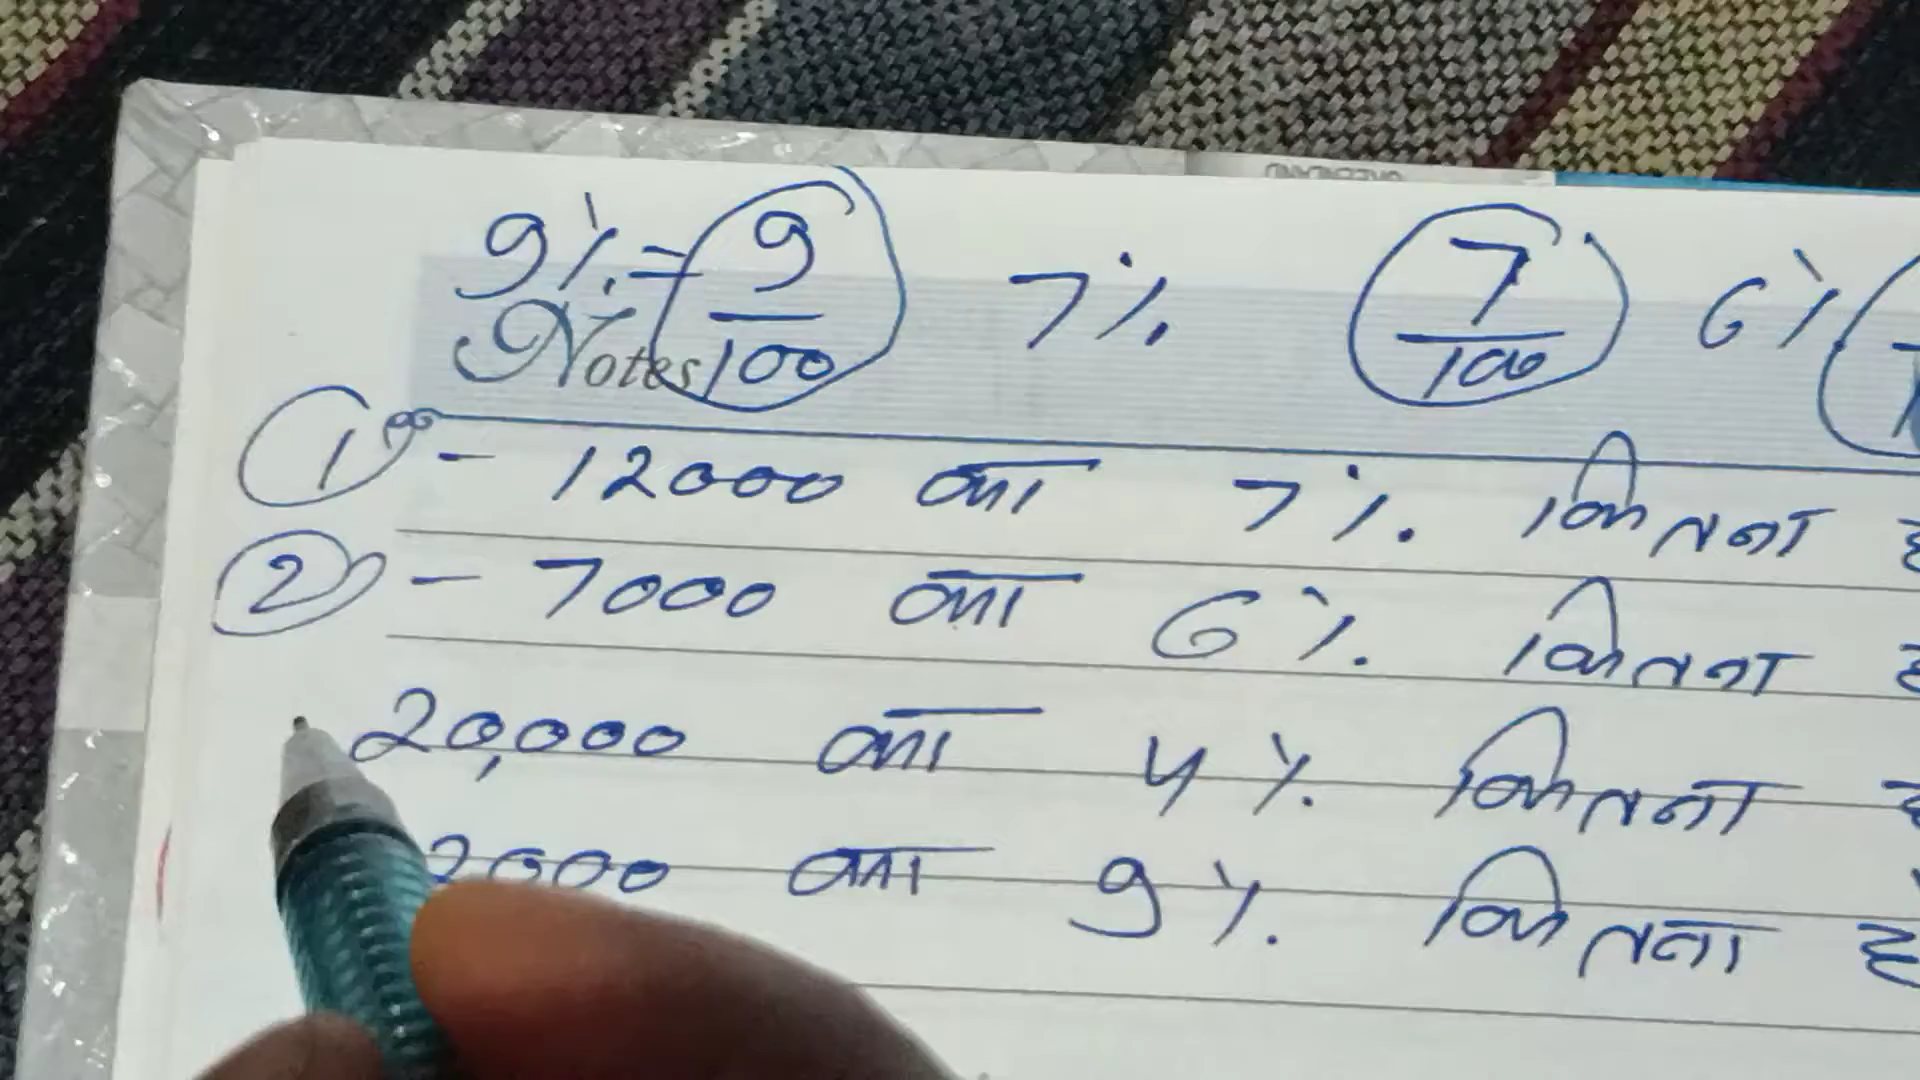 9%. = 9/100 7%. 7/100 6%
Notes
1 - 12000 का 7%. कितना
2 - 7000 का 6%. कितना
20,000 का 4%. कितना
2000 का 9%. कितना है